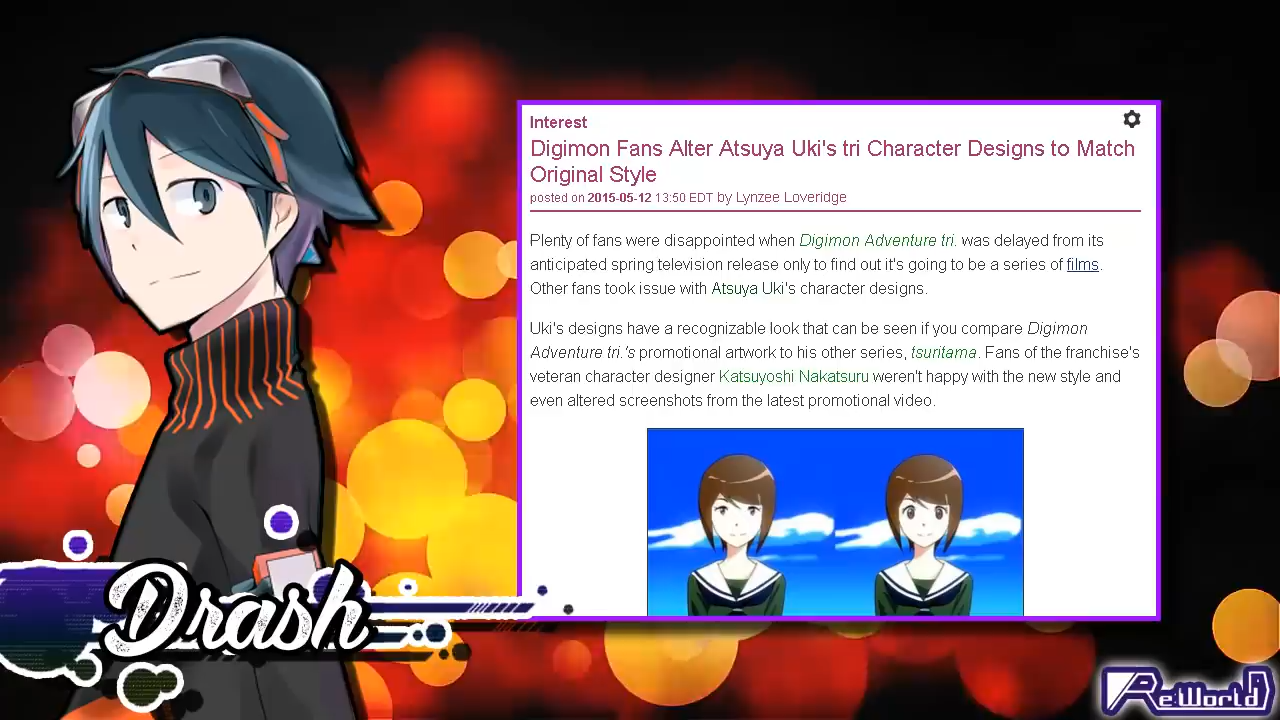 Interest
Digimon Fans Alter Atsuya Uki's tri Character Designs to Match
Original Style
posted on 2015-05-12 13:50 EDT by Lynzee Loveridge
Plenty of fans were disappointed when Digimon Adventure tri. was delayed from its
anticipated spring television release only to find out it's going to be a series of films.
Other fans took issue with Atsuya Uki's character designs.
Uki's designs have a recognizable look that can be seen if you compare Digimon
Adventure tri.'s promotional artwork to his other series, tsuritama. Fans of the franchise's
veteran character designer Katsuyoshi Nakatsuru weren't happy with the new style and
even altered screenshots from the latest promotional video.
Drash
ReWorld